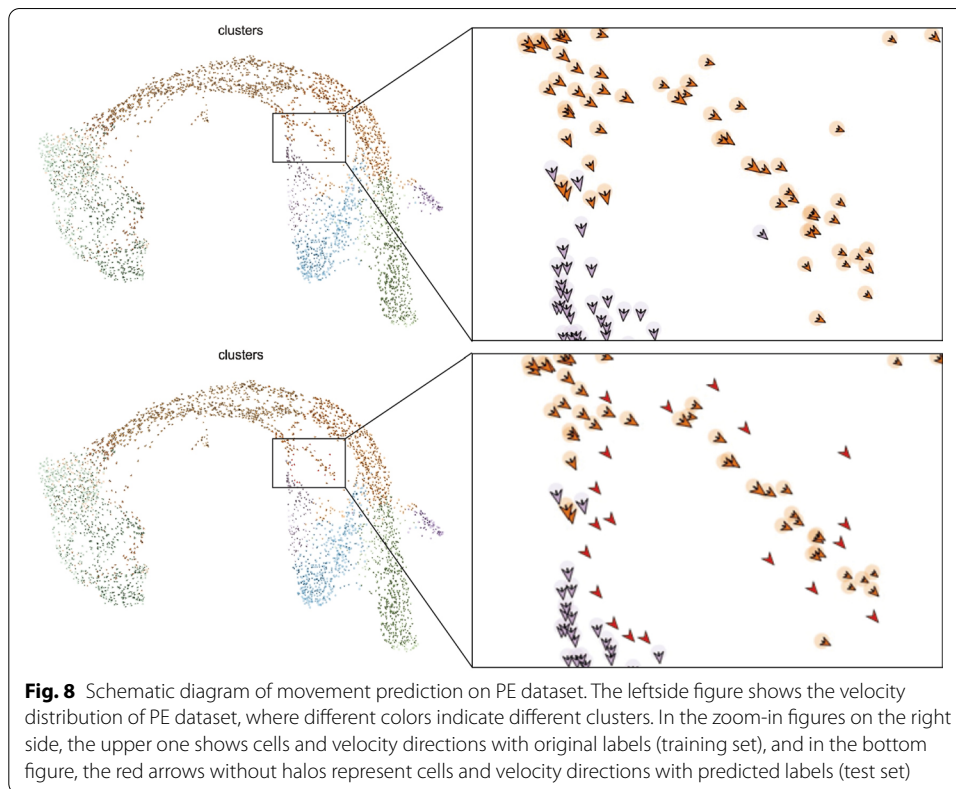 clusters
clusters
Fig. 8 Schematic diagram of movement prediction on PE dataset. The leftside figure shows the velocity
distribution of PE dataset, where different colors indicate different clusters. In the zoom-in figures on the right
side, the upper one shows cells and velocity directions with original labels (training set), and in the bottom
figure, the red arrows without halos represent cells and velocity directions with predicted labels (test set)